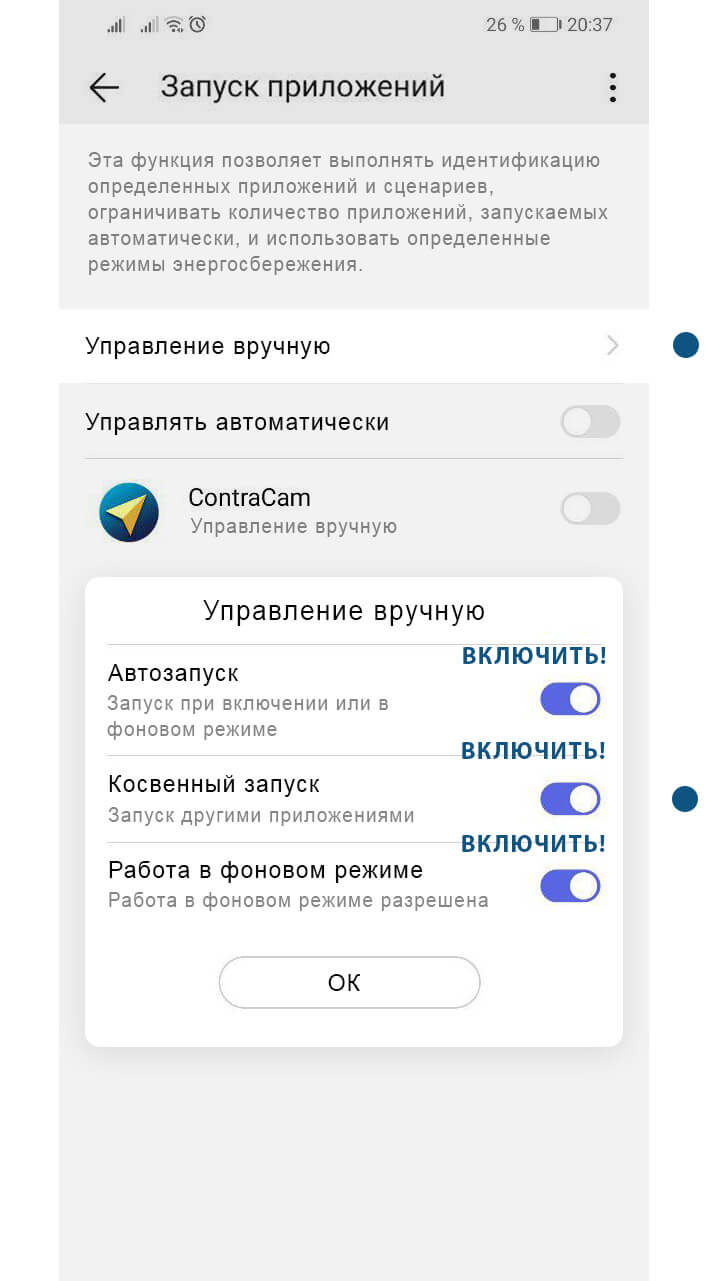 26 % 20:37
Запуск приложений
Эта функция позволяет выполнять идентификацию
определенных приложений и сценариев,
ограничивать количество приложений, запускаемых
автоматически, и использовать определенные
режимы энергосбережения.
Управление вручную
Управлять автоматически
ContraCam
Управление вручную
Управление вручную
ВКЛЮЧИТЬ!
Автозапуск
Запуск при включении или в
фоновом режиме
ВКЛЮЧИТЬ!
Косвенный запуск
Запуск другими приложениями
ВКЛЮЧИТЬ!
Работа в фоновом режиме
Работа в фоновом режиме разрешена
ОК